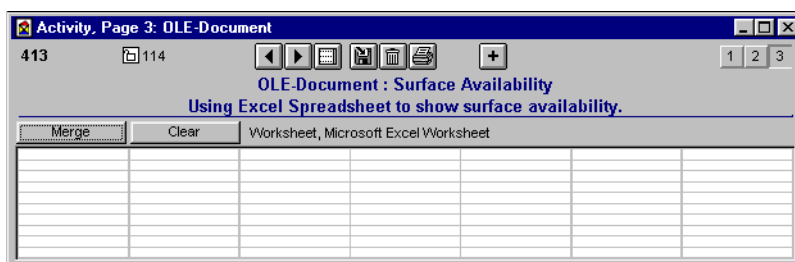 Activity, Page 3: OLE-Document
413 114 + 1 2 3
OLE-Document : Surface Availability
Using Excel Spreadsheet to show surface availability.
Merge Clear Worksheet, Microsoft Excel Worksheet